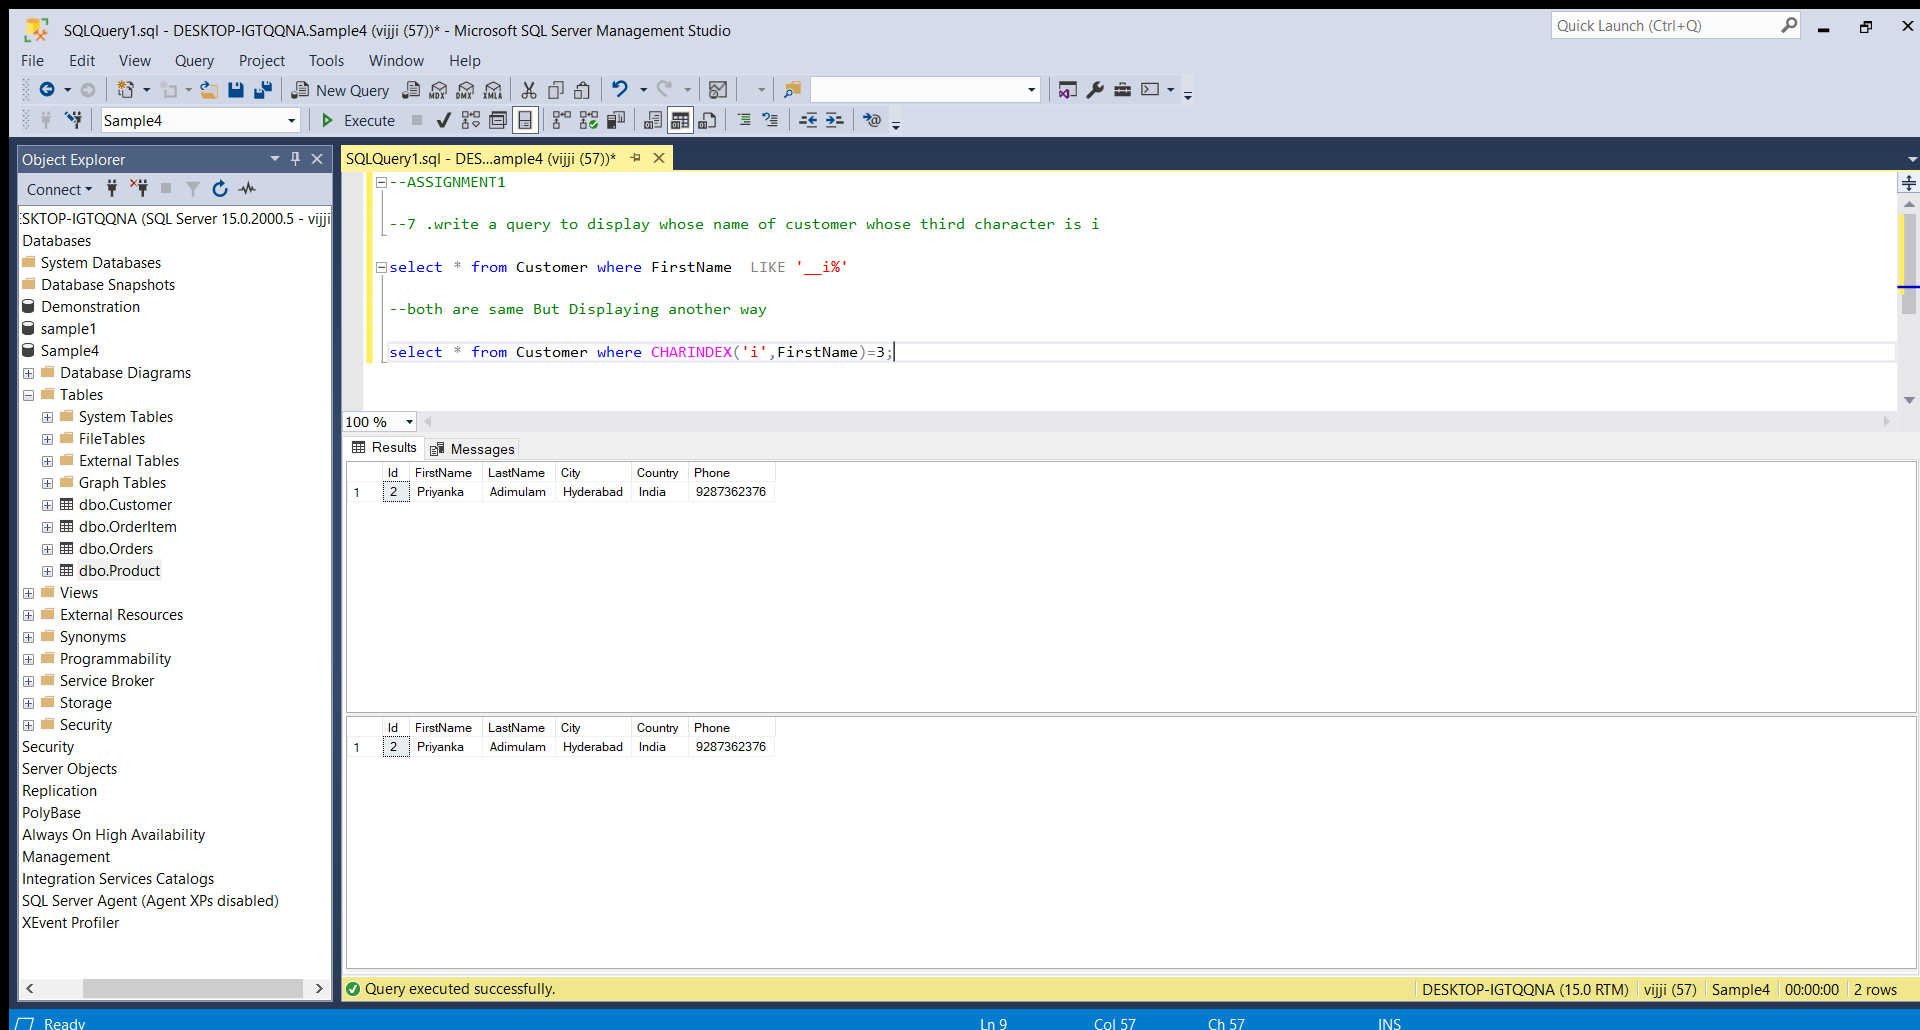 SQLQuery1.sql - DESKTOP-IGTQQNA.Sample4 (vijji (57))* - Microsoft SQL Server Management Studio
Quick Launch (Ctrl+Q)
File Edit View Query Project Tools Window Help
New Query
MDX DMX XMLA
Sample4
Execute
Object Explorer
Connect
SKTOP-IGTQQNA (SQL Server 15.0.2000.5 - vijji
Databases
System Databases
Database Snapshots
Demonstration
sample1
Sample4
Database Diagrams
Tables
System Tables
FileTables
External Tables
Graph Tables
dbo.Customer
dbo.OrderItem
dbo.Orders
dbo.Product
Views
External Resources
Synonyms
Programmability
Service Broker
Storage
Security
Security
Server Objects
Replication
PolyBase
Always On High Availability
Management
Integration Services Catalogs
SQL Server Agent (Agent XPs disabled)
XEvent Profiler
SQLQuery1.sql - DES...ample4 (vijji (57))*
--ASSIGNMENT1
--7 .write a query to display whose name of customer whose third character is i
select * from Customer where FirstName  LIKE '__i%'
--both are same But Displaying another way
select * from Customer where CHARINDEX('i',FirstName)=3;
100 %
Results Messages
Id FirstName LastName City Country Phone
1 2 Priyanka Adimulam Hyderabad India 9287362376
Id FirstName LastName City Country Phone
1 2 Priyanka Adimulam Hyderabad India 9287362376
Query executed successfully.
DESKTOP-IGTQQNA (15.0 RTM) vijji (57) Sample4 00:00:00 2 rows
Ready Ln 9 Col 57 Ch 57 INS